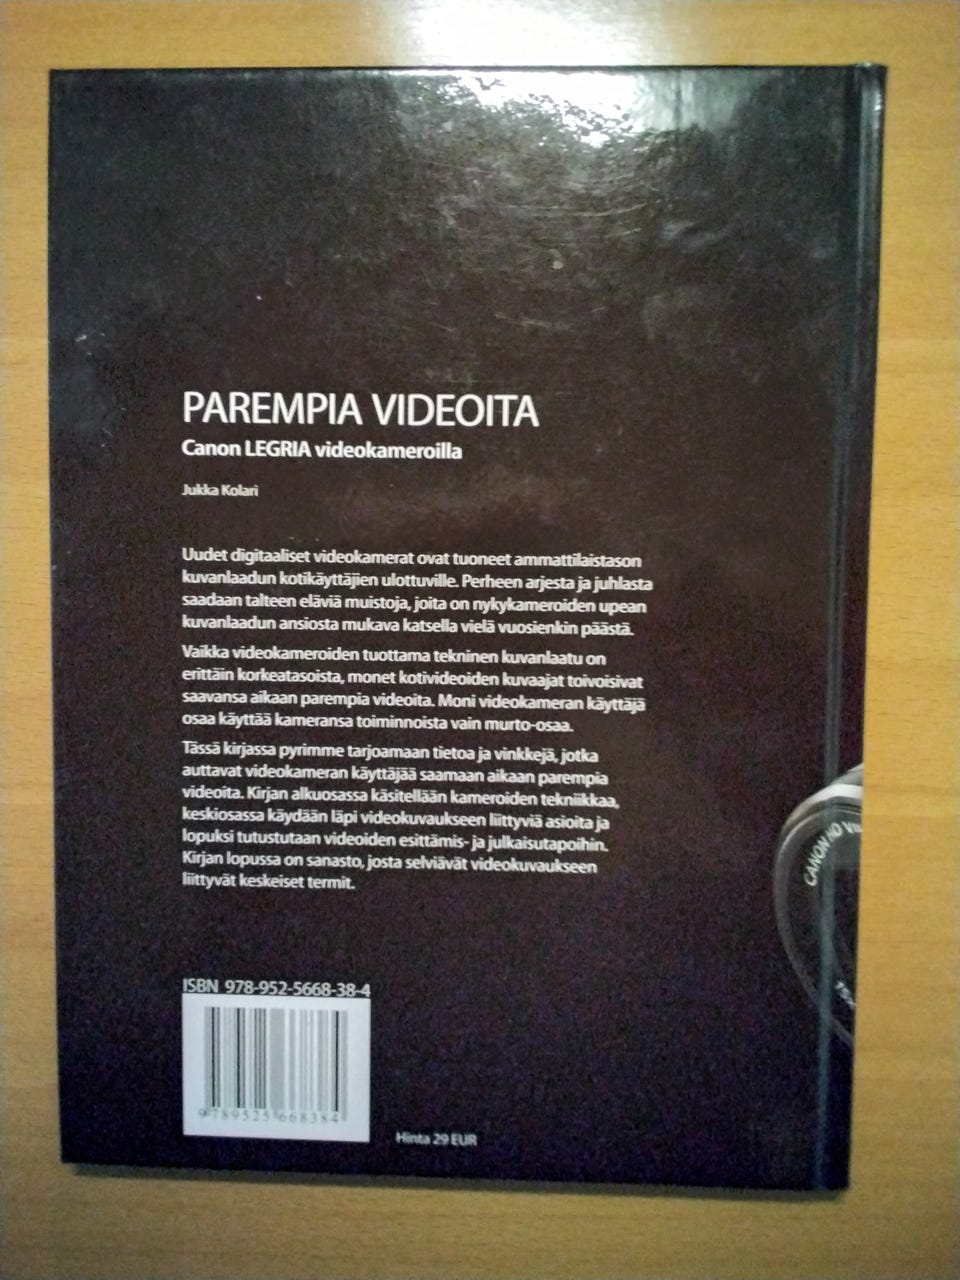 PAREMPIA VIDEOITA
Canon LEGRIA videokameroilla
Jukka Kolari
Uudet digitaaliset videokamerat ovat tuoneet ammattilaistason
kuvanlaadun kotikäyttäjien ulottuville. Perheen arjesta ja juhlasta
saadaan talteen eläviä muistoja, joita on nykykameroiden upean
kuvanlaadun ansiosta mukava katsella vielä vuosienkin päästä.
Vaikka videokameroiden tuottama tekninen kuvanlaatu on
erittäin korkeatasoista, monet kotivideoiden kuvaajat toivoisivat
saavansa aikaan parempia videoita. Moni videokameran käyttäjä
osaa käyttää kameransa toiminnoista vain murto-osaa.
Tässä kirjassa pyrimme tarjoamaan tietoa ja vinkkejä, jotka
auttavat videokameran käyttäjää saamaan aikaan parempia
videoita. Kirjan alkuosassa käsitellään kameroiden tekniikkaa,
keskiosassa käydään läpi videokuvaukseen liittyviä asioita ja
lopuksi tutustutaan videoiden esittämis- ja julkaisutapoihin.
Kirjan lopussa on sanasto, josta selviävät videokuvaukseen
liittyvät keskeiset termit.
CANON HD
ISBN 978-952-5668-38-4
9 789525 668384
Hinta 29 EUR